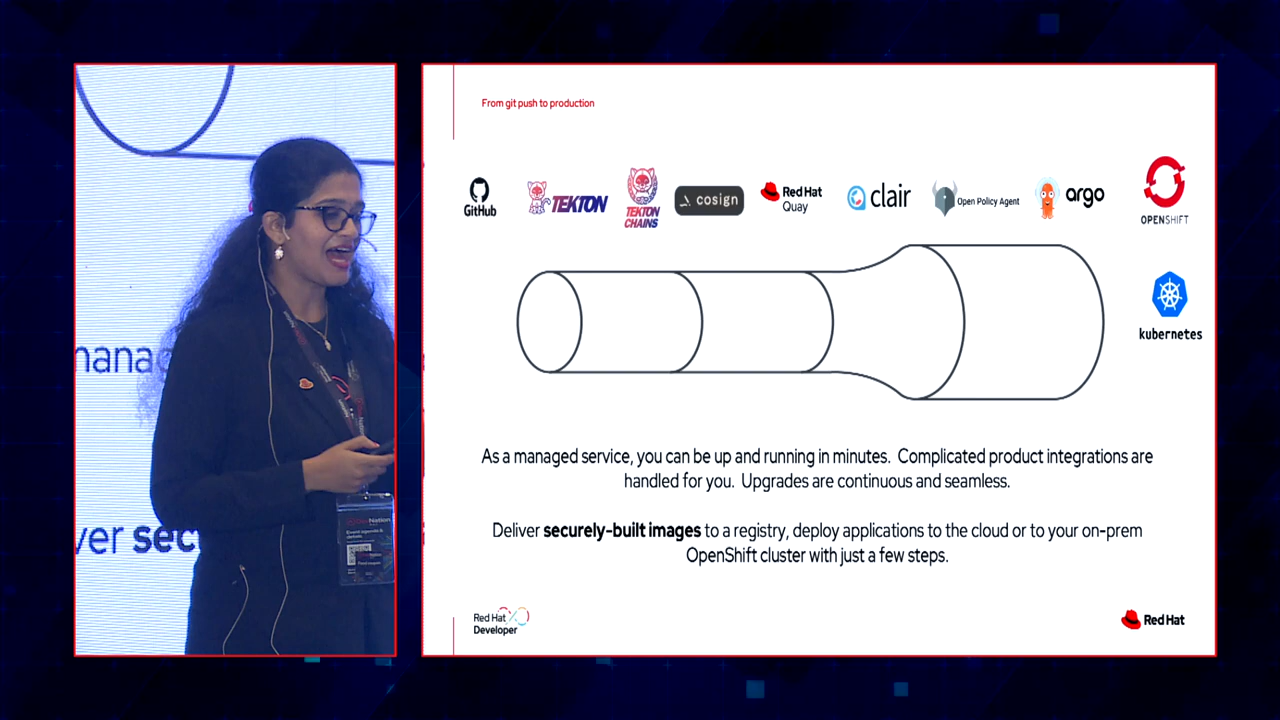 From git push to production
GitHub
TEKTON
TEKTON
CHAINS
cosign
Red Hat
Quay
clair
Open Policy Agent
argo
OPENSHIFT
kubernetes
As a managed service, you can be up and running in minutes. Complicated product integrations are
handled for you. Upgrades are continuous and seamless.
Deliver securely-built images to a registry, deploy applications to the cloud or to your on-prem
OpenShift cluster with just a few steps.
Red Hat
Developer
Red Hat
nanag
ver sec
Nation